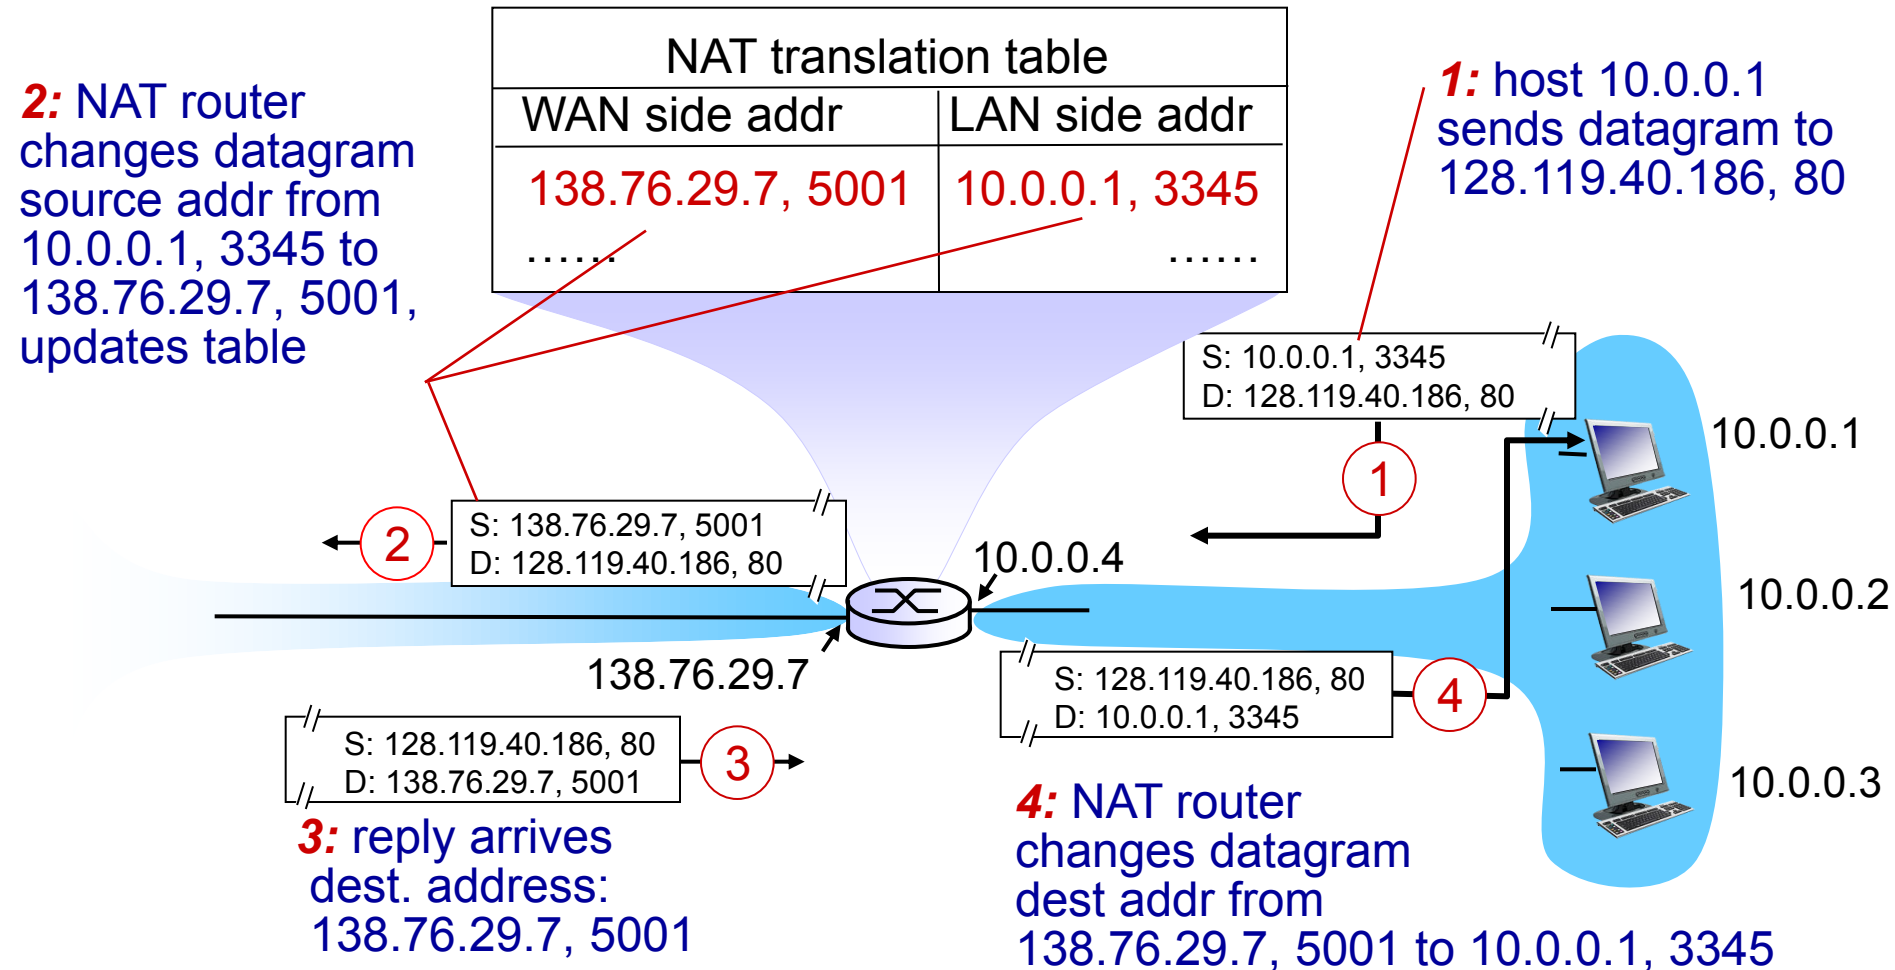 NAT translation table
WAN side addr LAN side addr
138.76.29.7, 5001 10.0.0.1, 3345
...... ......
2: NAT router
changes datagram
source addr from
10.0.0.1, 3345 to
138.76.29.7, 5001,
updates table
1: host 10.0.0.1
sends datagram to
128.119.40.186, 80
S: 10.0.0.1, 3345
D: 128.119.40.186, 80
1
10.0.0.1
S: 138.76.29.7, 5001
D: 128.119.40.186, 80
2
10.0.0.4
10.0.0.2
138.76.29.7
S: 128.119.40.186, 80
D: 10.0.0.1, 3345
4
S: 128.119.40.186, 80
D: 138.76.29.7, 5001
3
10.0.0.3
3: reply arrives
dest. address:
138.76.29.7, 5001
4: NAT router
changes datagram
dest addr from
138.76.29.7, 5001 to 10.0.0.1, 3345